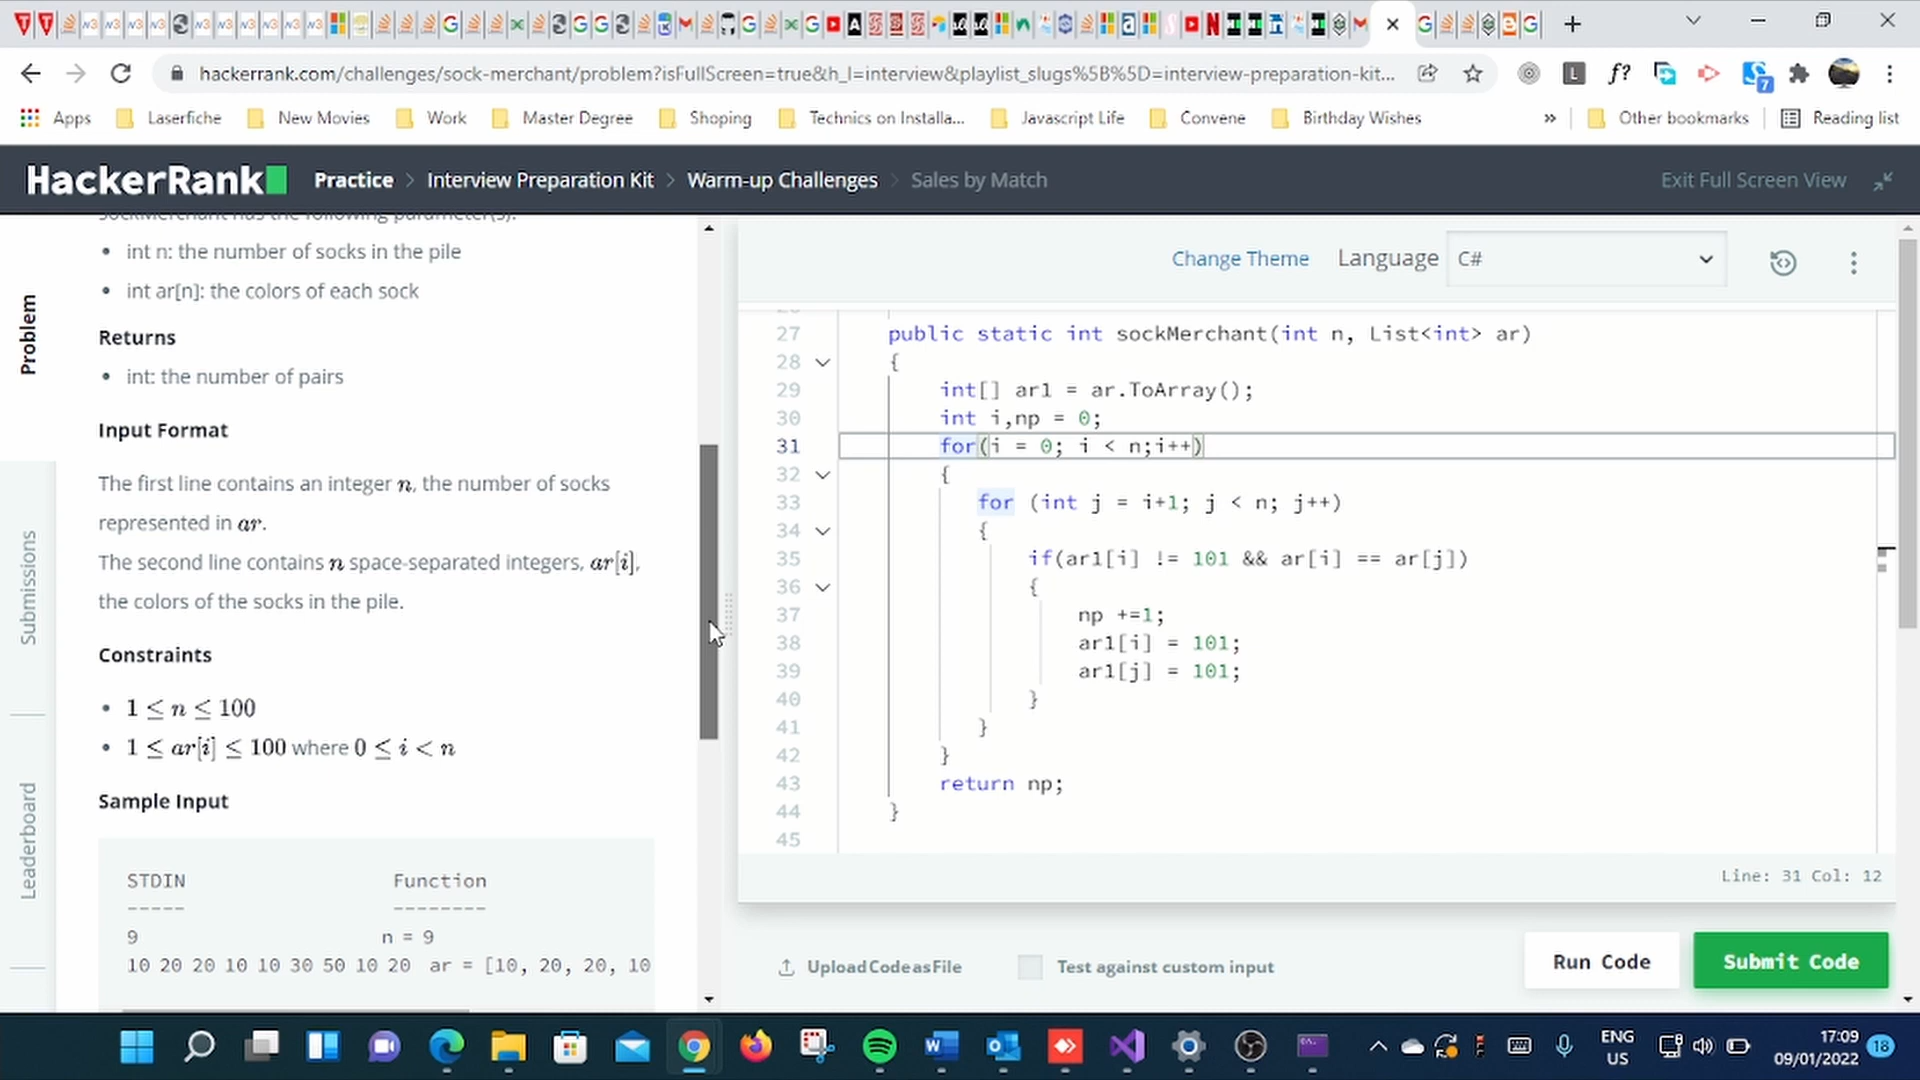 hackerrank.com/challenges/sock-merchant/problem?isFullScreen=true&h_l=interview&playlist_slugs%5B%5D=interview-preparation-kit...
Apps
Laserfiche
New Movies
Work
Master Degree
Shoping
Technics on Installa...
Javascript Life
Convene
Birthday Wishes
»
Other bookmarks
Reading list
HackerRank
Practice > Interview Preparation Kit > Warm-up Challenges > Sales by Match
Exit Full Screen View
Problem
Submissions
Leaderboard
sockMerchant has the following parameter(s):
• int n: the number of socks in the pile
• int ar[n]: the colors of each sock
Returns
• int: the number of pairs
Input Format
The first line contains an integer n, the number of socks
represented in ar.
The second line contains n space-separated integers, ar[i],
the colors of the socks in the pile.
Constraints
• 1 ≤ n ≤ 100
• 1 ≤ ar[i] ≤ 100 where 0 ≤ i < n
Sample Input
STDIN Function
----- --------
9 n = 9
10 20 20 10 10 30 50 10 20 ar = [10, 20, 20, 10
Change Theme
Language
C#
27 public static int sockMerchant(int n, List<int> ar)
28 {
29 int[] ar1 = ar.ToArray();
30 int i,np = 0;
31 for(i = 0; i < n;i++)
32 {
33 for (int j = i+1; j < n; j++)
34 {
35 if(ar1[i] != 101 && ar[i] == ar[j])
36 {
37 np +=1;
38 ar1[i] = 101;
39 ar1[j] = 101;
40 }
41 }
42 }
43 return np;
44 }
45
Line: 31 Col: 12
Upload Code as File
Test against custom input
Run Code
Submit Code
ENG
US
17:09
09/01/2022
18